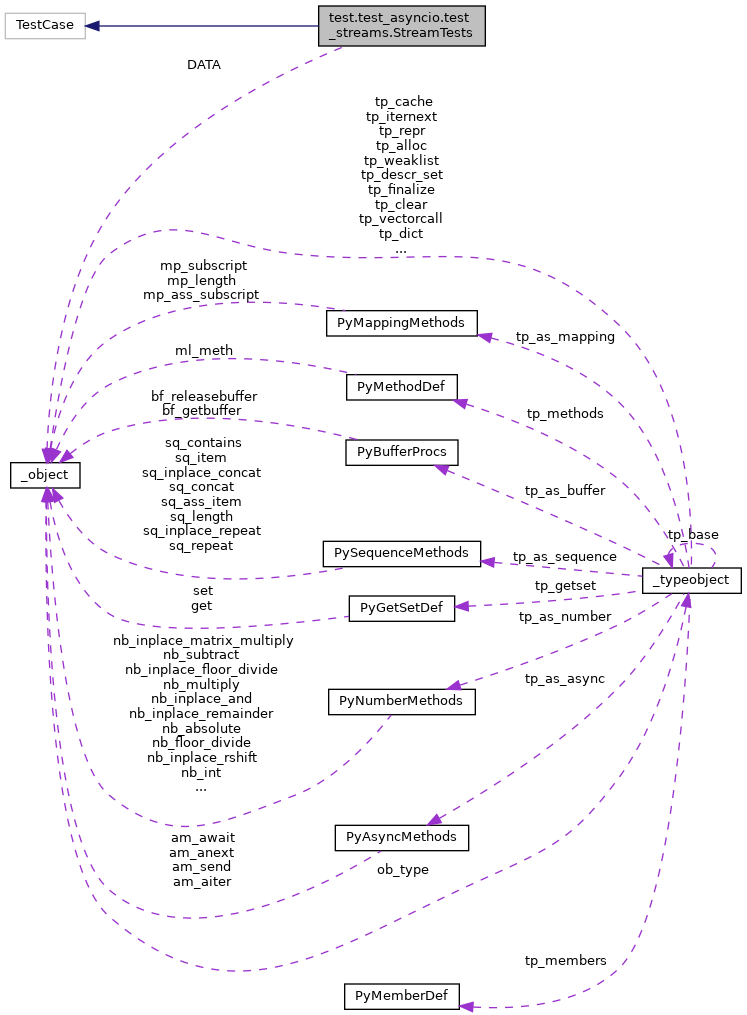 test.test_asyncio.test
_streams.StreamTests
TestCase
DATA
tp_cache
tp_iternext
tp_repr
tp_alloc
tp_weaklist
tp_descr_set
tp_finalize
tp_clear
tp_vectorcall
tp_dict
...
mp_subscript
mp_length
mp_ass_subscript
PyMappingMethods
tp_as_mapping
ml_meth
PyMethodDef
tp_methods
bf_releasebuffer
bf_getbuffer
PyBufferProcs
tp_as_buffer
_object
sq_contains
sq_item
sq_inplace_concat
sq_concat
sq_ass_item
sq_length
sq_inplace_repeat
sq_repeat
PySequenceMethods
tp_as_sequence
tp_base
_typeobject
set
get
PyGetSetDef
tp_getset
nb_inplace_matrix_multiply
nb_subtract
nb_inplace_floor_divide
nb_multiply
nb_inplace_and
nb_inplace_remainder
nb_absolute
nb_floor_divide
nb_inplace_rshift
nb_int
...
PyNumberMethods
tp_as_number
tp_as_async
am_await
am_anext
am_send
am_aiter
PyAsyncMethods
ob_type
tp_members
PyMemberDef